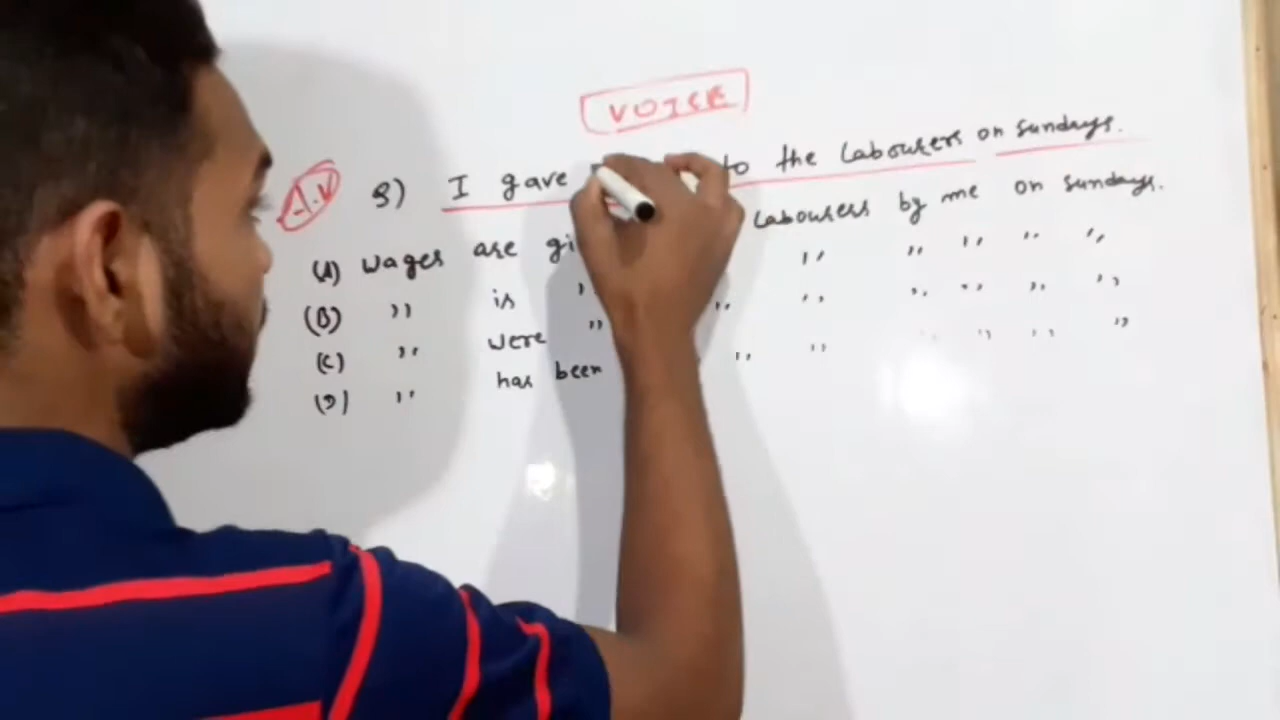 VOICE
A.V 3) I gave to the Labourers on Sundays.
(A) Wages are gi Labourers by me on Sundays.
(B) ,, is ,, ,, ,, ,, ,, ,,
(C) ,, were ,, ,, ,, ,, ,, ,, ,,
(D) ,, has been ,, ,, ,, ,, ,, ,,